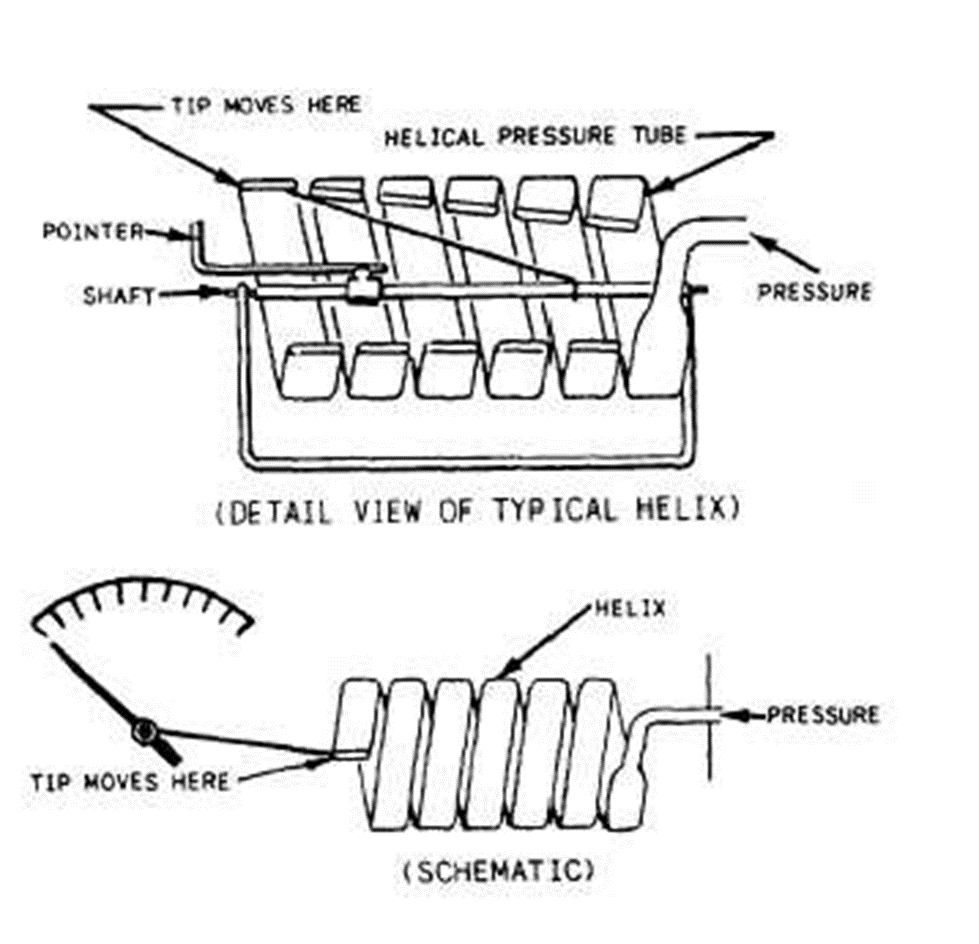 TIP MOVES HERE
HELICAL PRESSURE TUBE
POINTER
SHAFT
PRESSURE
(DETAIL VIEW OF TYPICAL HELIX)
HELIX
PRESSURE
TIP MOVES HERE
(SCHEMATIC)